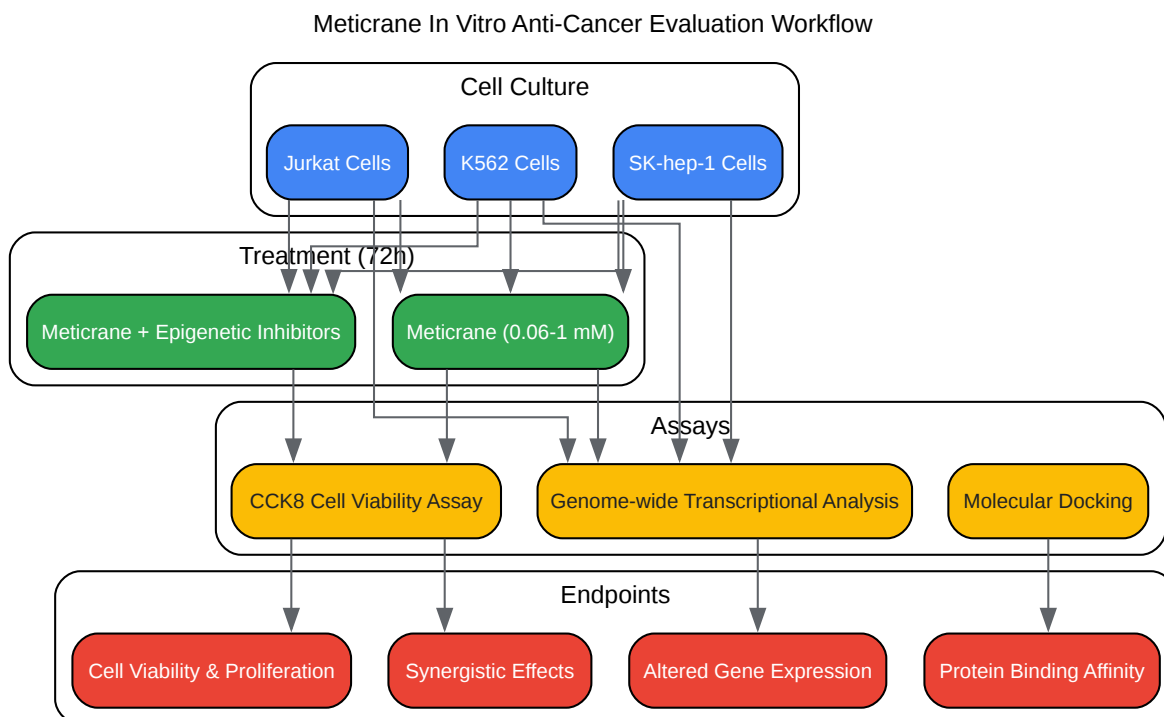 Meticrane In Vitro Anti-Cancer Evaluation Workflow
Cell Culture
Jurkat Cells
K562 Cells
SK-hep-1 Cells
Treatment (72h)
Meticrane + Epigenetic Inhibitors
Meticrane (0.06-1 mM)
Assays
CCK8 Cell Viability Assay
Genome-wide Transcriptional Analysis
Molecular Docking
Endpoints
Cell Viability & Proliferation
Synergistic Effects
Altered Gene Expression
Protein Binding Affinity